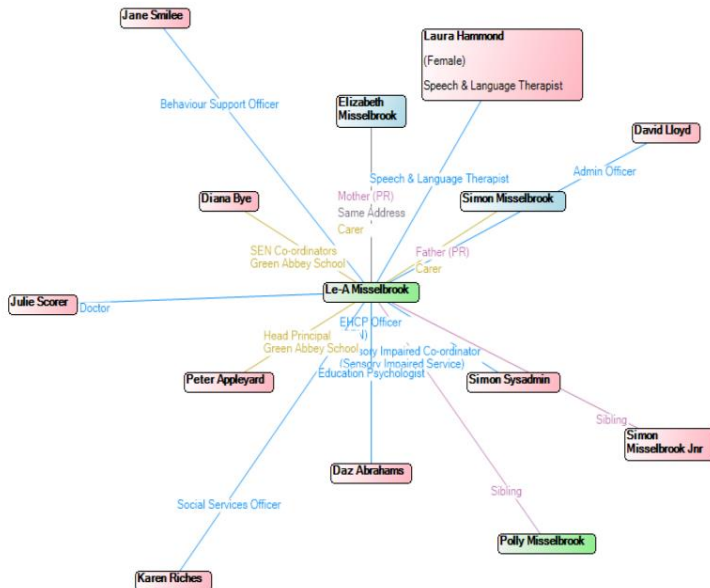 Jane Smilee
Laura Hammond
(Female)
Speech & Language Therapist
Behaviour Support Officer
Elizabeth
Misselbrook
David Lloyd
Speech & Language Therapist
Admin Officer
Diana Bye
Mother (PR)
Same Address
Carer
Simon Misselbrook
SEN Co-ordinators
Green Abbey School
Father (PR)
Carer
Le-A Misselbrook
Julie Scorer
Doctor
EHCP Officer
Head Principal
Green Abbey School
Co-ordinator
(Sensory Impaired Service)
Education Psychologist
Peter Appleyard
Simon Sysadmin
Sibling
Simon
Misselbrook Jnr
Daz Abrahams
Social Services Officer
Sibling
Polly Misselbrook
Karen Riches